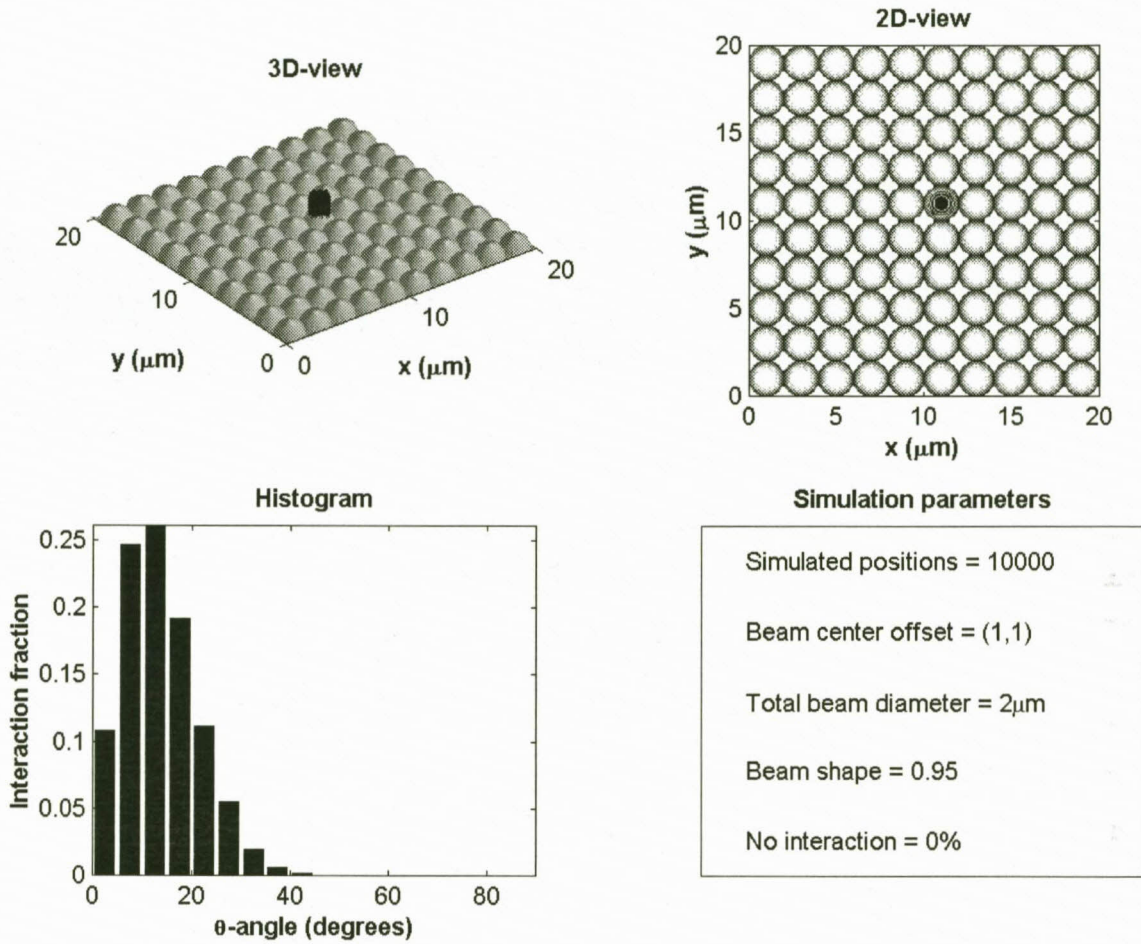 3D-view
20
10
0
y (μm)
0
10
20
x (μm)
2D-view
20
15
10
5
0
y (μm)
0
5
10
15
20
x (μm)
Histogram
0.25
0.2
0.15
0.1
0.05
0
Interaction fraction
0
20
40
60
80
θ-angle (degrees)
Simulation parameters
Simulated positions = 10000
Beam center offset = (1,1)
Total beam diameter = 2μm
Beam shape = 0.95
No interaction = 0%